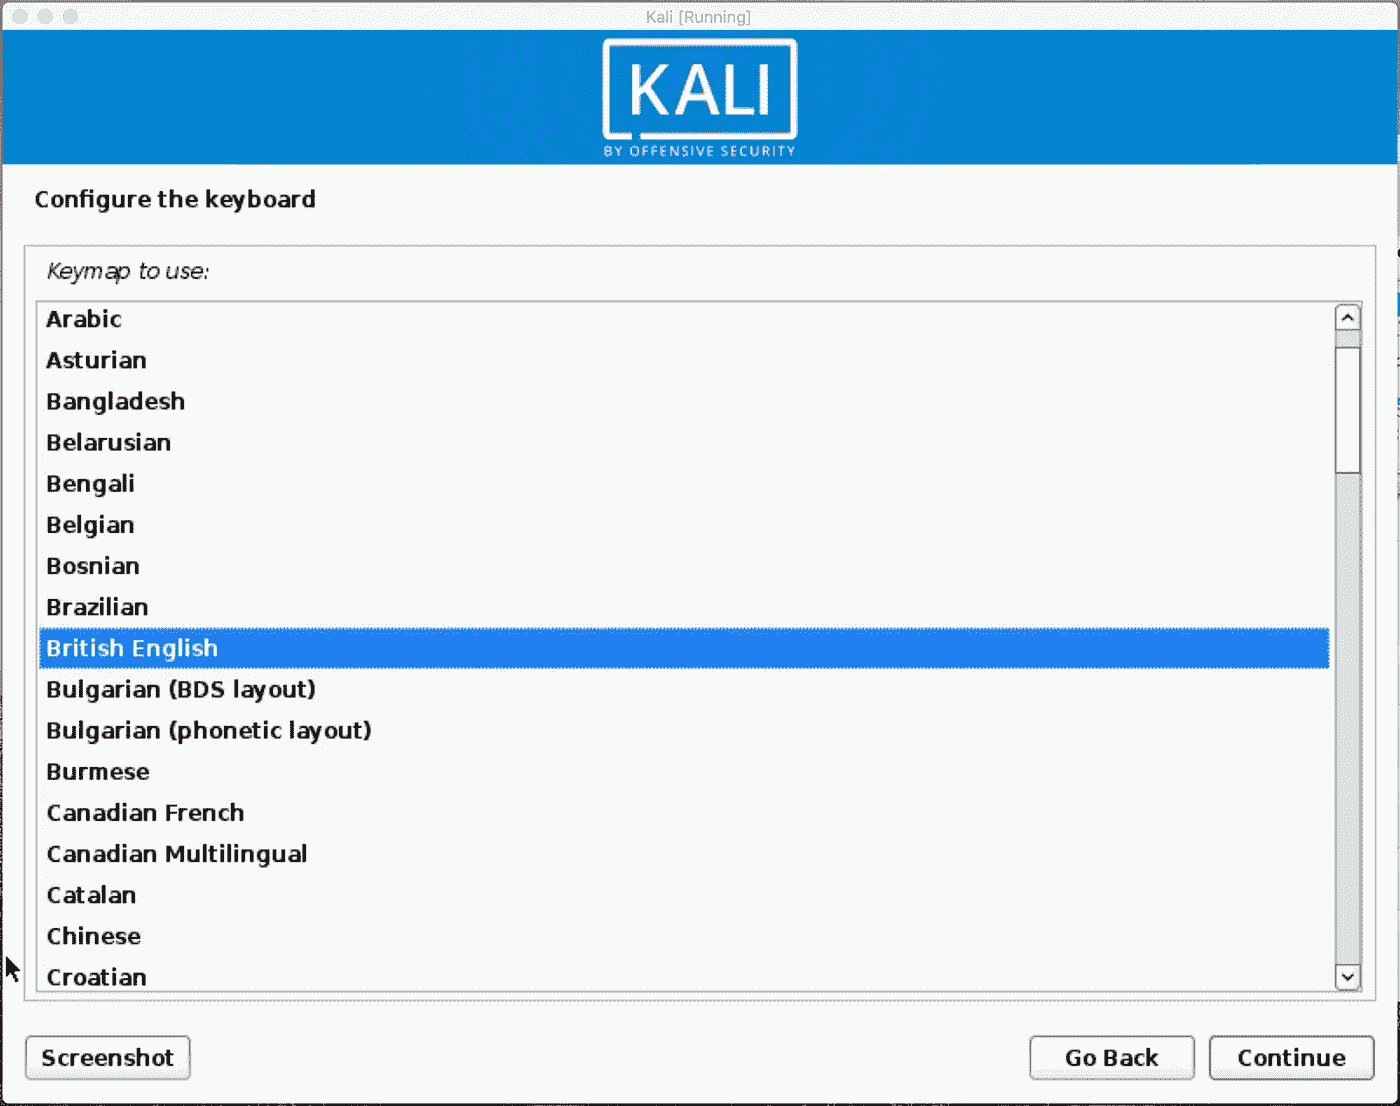 Kali [Running]
KALI
BY OFFENSIVE SECURITY
Configure the keyboard
Keymap to use:
Arabic
Asturian
Bangladesh
Belarusian
Bengali
Belgian
Bosnian
Brazilian
British English
Bulgarian (BDS layout)
Bulgarian (phonetic layout)
Burmese
Canadian French
Canadian Multilingual
Catalan
Chinese
Croatian
Screenshot
Go Back
Continue